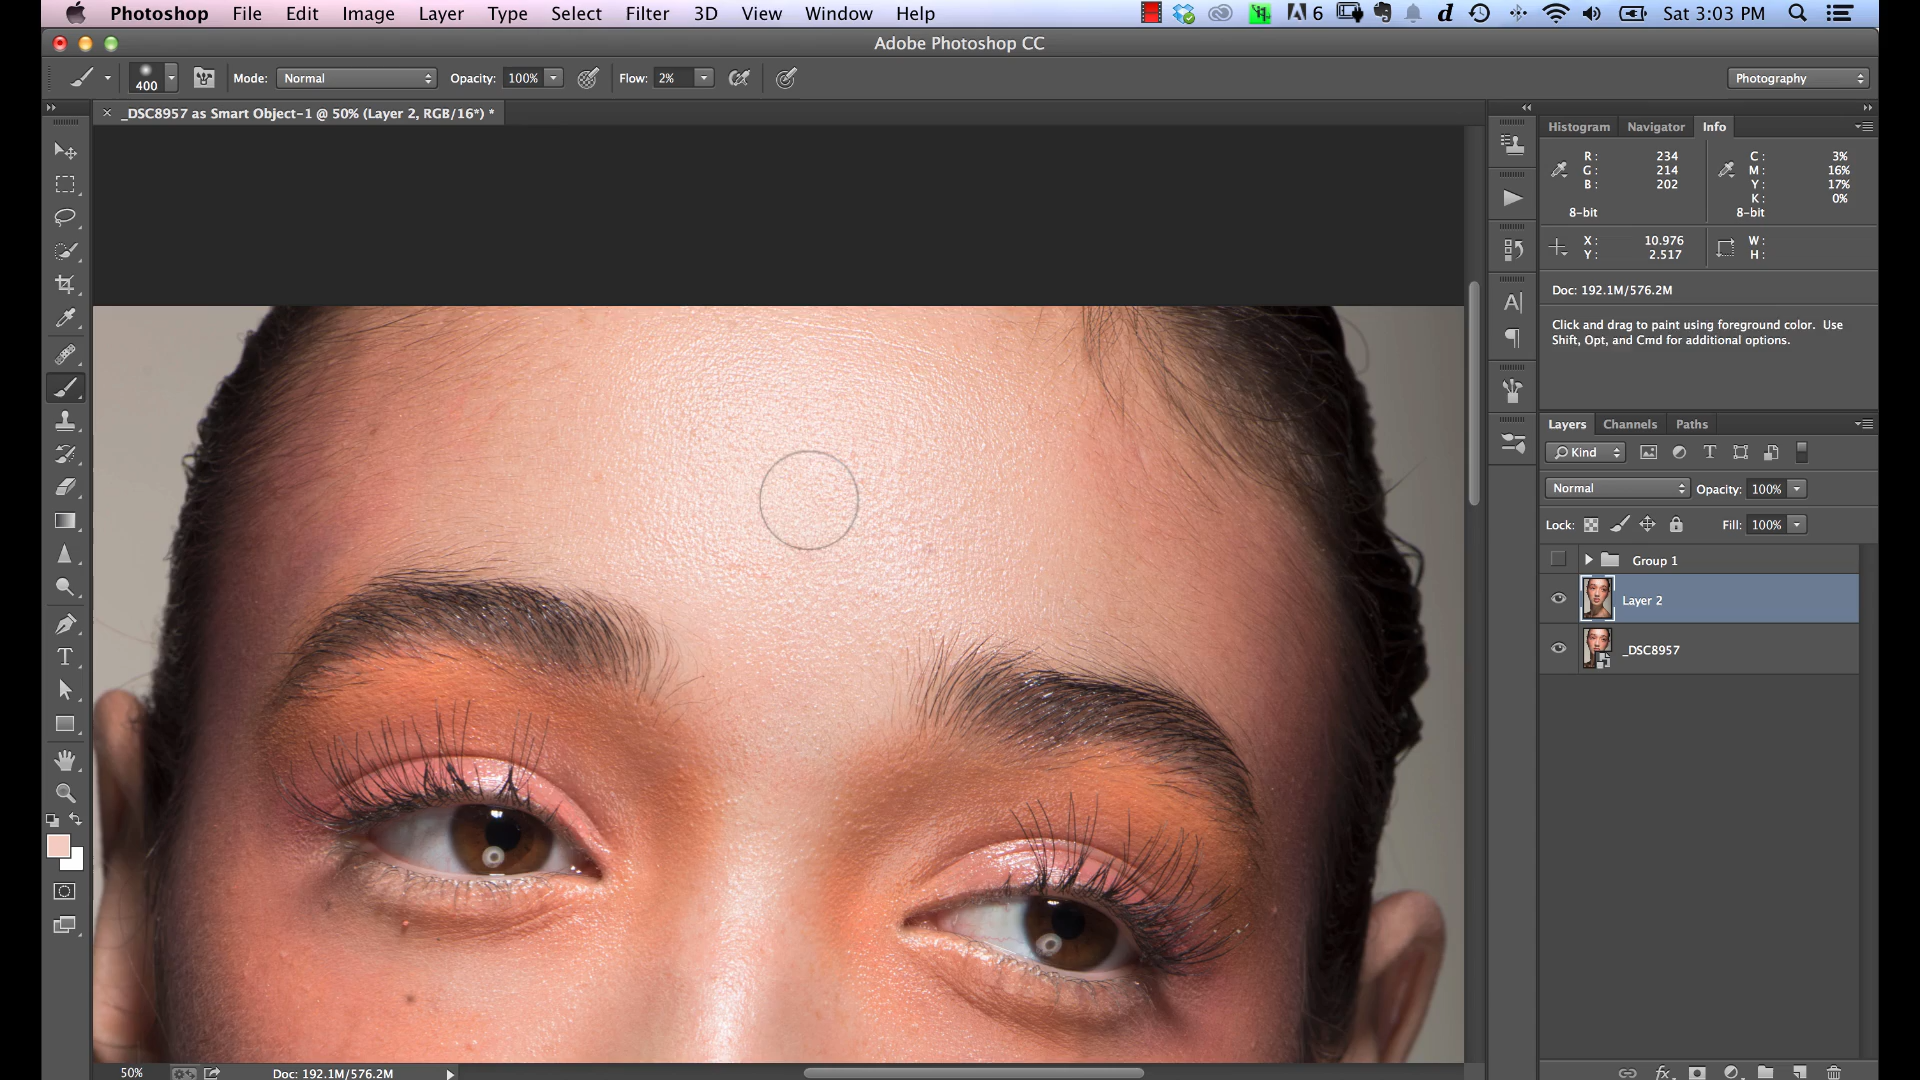 Photoshop File Edit Image Layer Type Select Filter 3D View Window Help 6 d Sat 3:03 PM
Adobe Photoshop CC
400 Mode: Normal Opacity: 100% Flow: 2% Photography
× _DSC8957 as Smart Object-1 @ 50% (Layer 2, RGB/16*) *
Histogram Navigator Info
R: 234 C: 3%
G: 214 M: 16%
B: 202 Y: 17%
K: 0%
8-bit 8-bit
X: 10.976 W:
Y: 2.517 H:
Doc: 192.1M/576.2M
Click and drag to paint using foreground color. Use
Shift, Opt, and Cmd for additional options.
Layers Channels Paths
Kind
Normal Opacity: 100%
Lock: Fill: 100%
Group 1
Layer 2
_DSC8957
50% Doc: 192.1M/576.2M